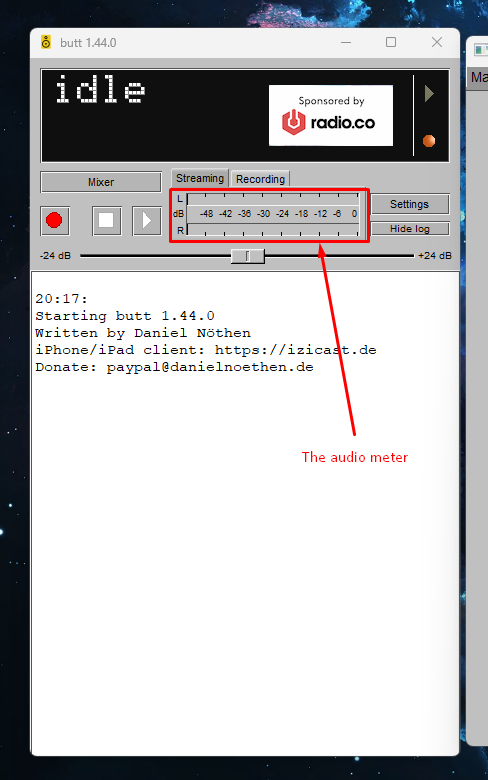 butt 1.44.0
idle
Sponsored by
radio.co
Ma
Mixer
Streaming
Recording
Settings
Hide log
L
dB
-48 -42 -36 -30 -24 -18 -12 -6 0
R
-24 dB
+24 dB
20:17:
Starting butt 1.44.0
Written by Daniel Nöthen
iPhone/iPad client: https://izicast.de
Donate: paypal@danielnoethen.de
The audio meter